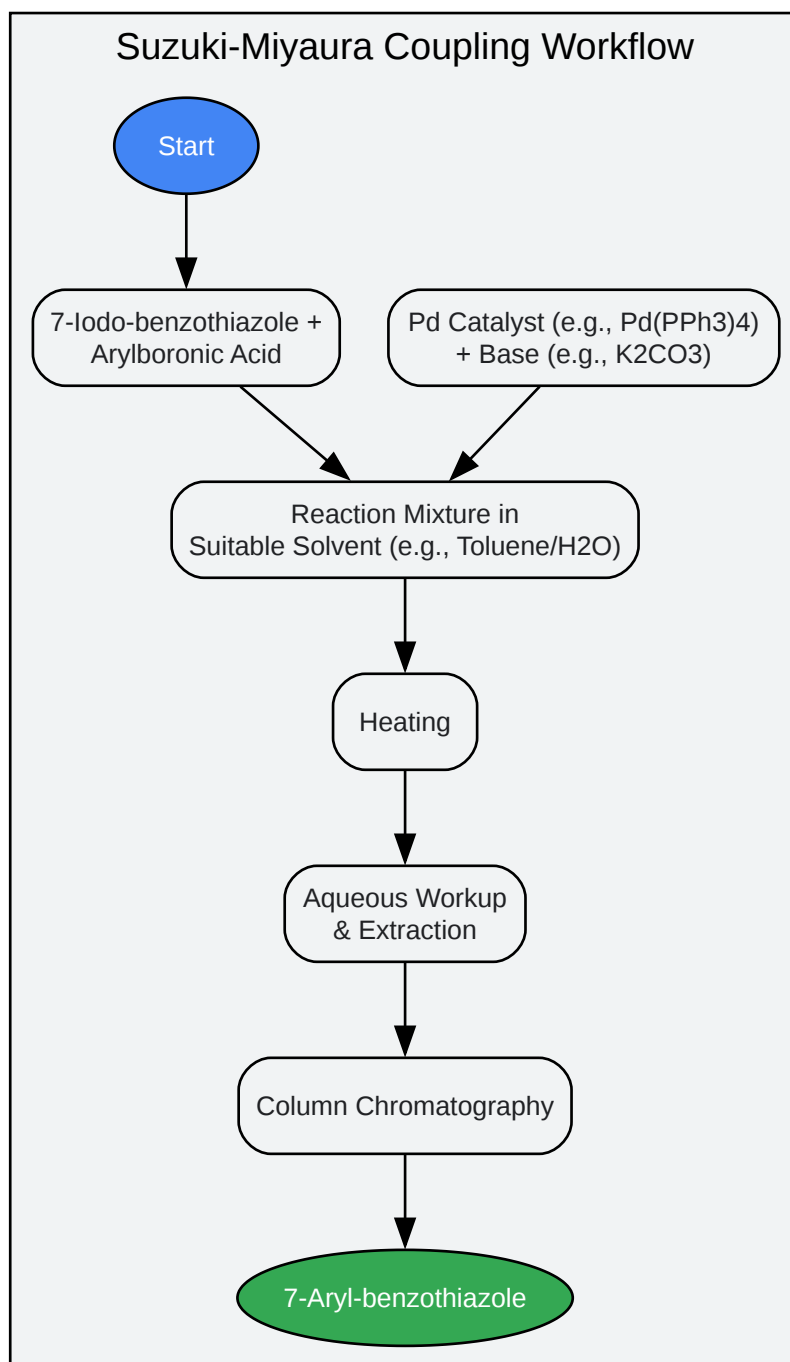 Suzuki-Miyaura Coupling Workflow
Start
7-Iodo-benzothiazole +
Arylboronic Acid
Pd Catalyst (e.g., Pd(PPh3)4)
+ Base (e.g., K2CO3)
Reaction Mixture in
Suitable Solvent (e.g., Toluene/H2O)
Heating
Aqueous Workup
& Extraction
Column Chromatography
7-Aryl-benzothiazole